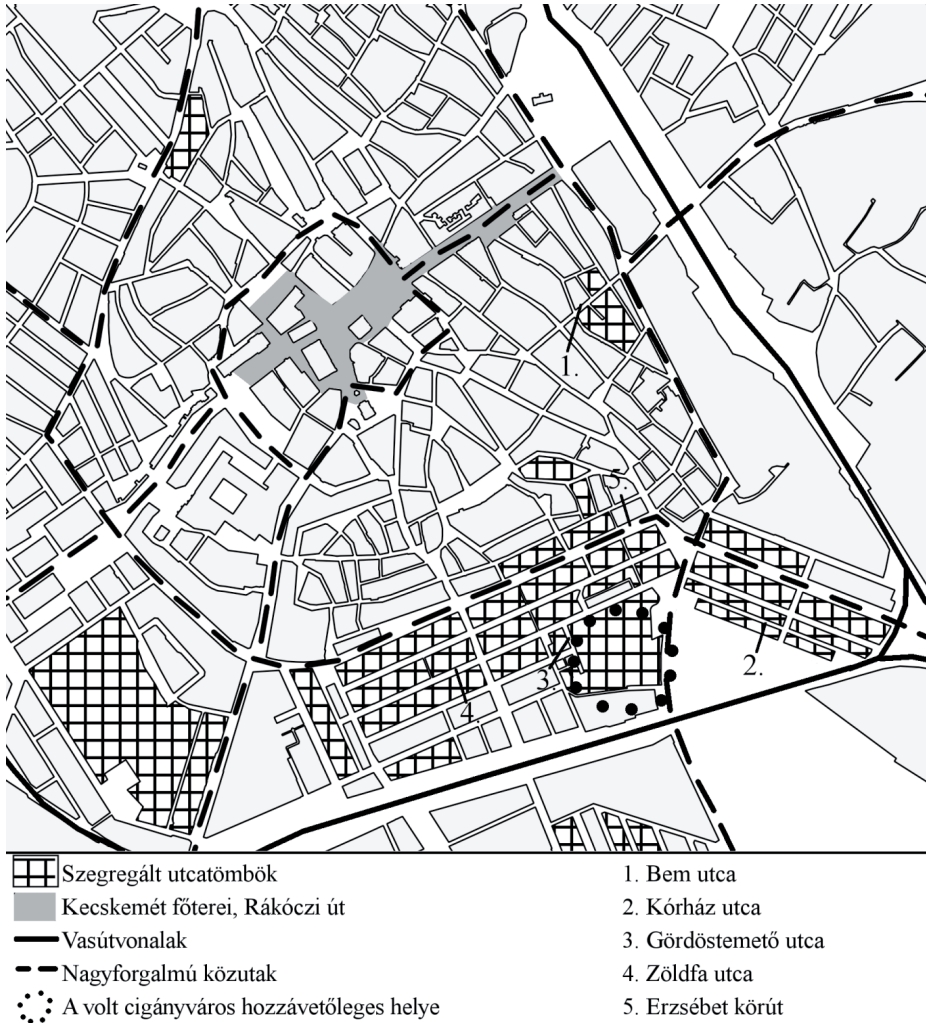 1.
2.
3.
4.
Szegregált utcatömbök
Kecskemét főterei, Rákóczi út
Vasútvonalak
Nagyforgalmú közutak
A volt cigányváros hozzávetőleges helye
1. Bem utca
2. Kórház utca
3. Gördöstemető utca
4. Zöldfa utca
5. Erzsébet körút